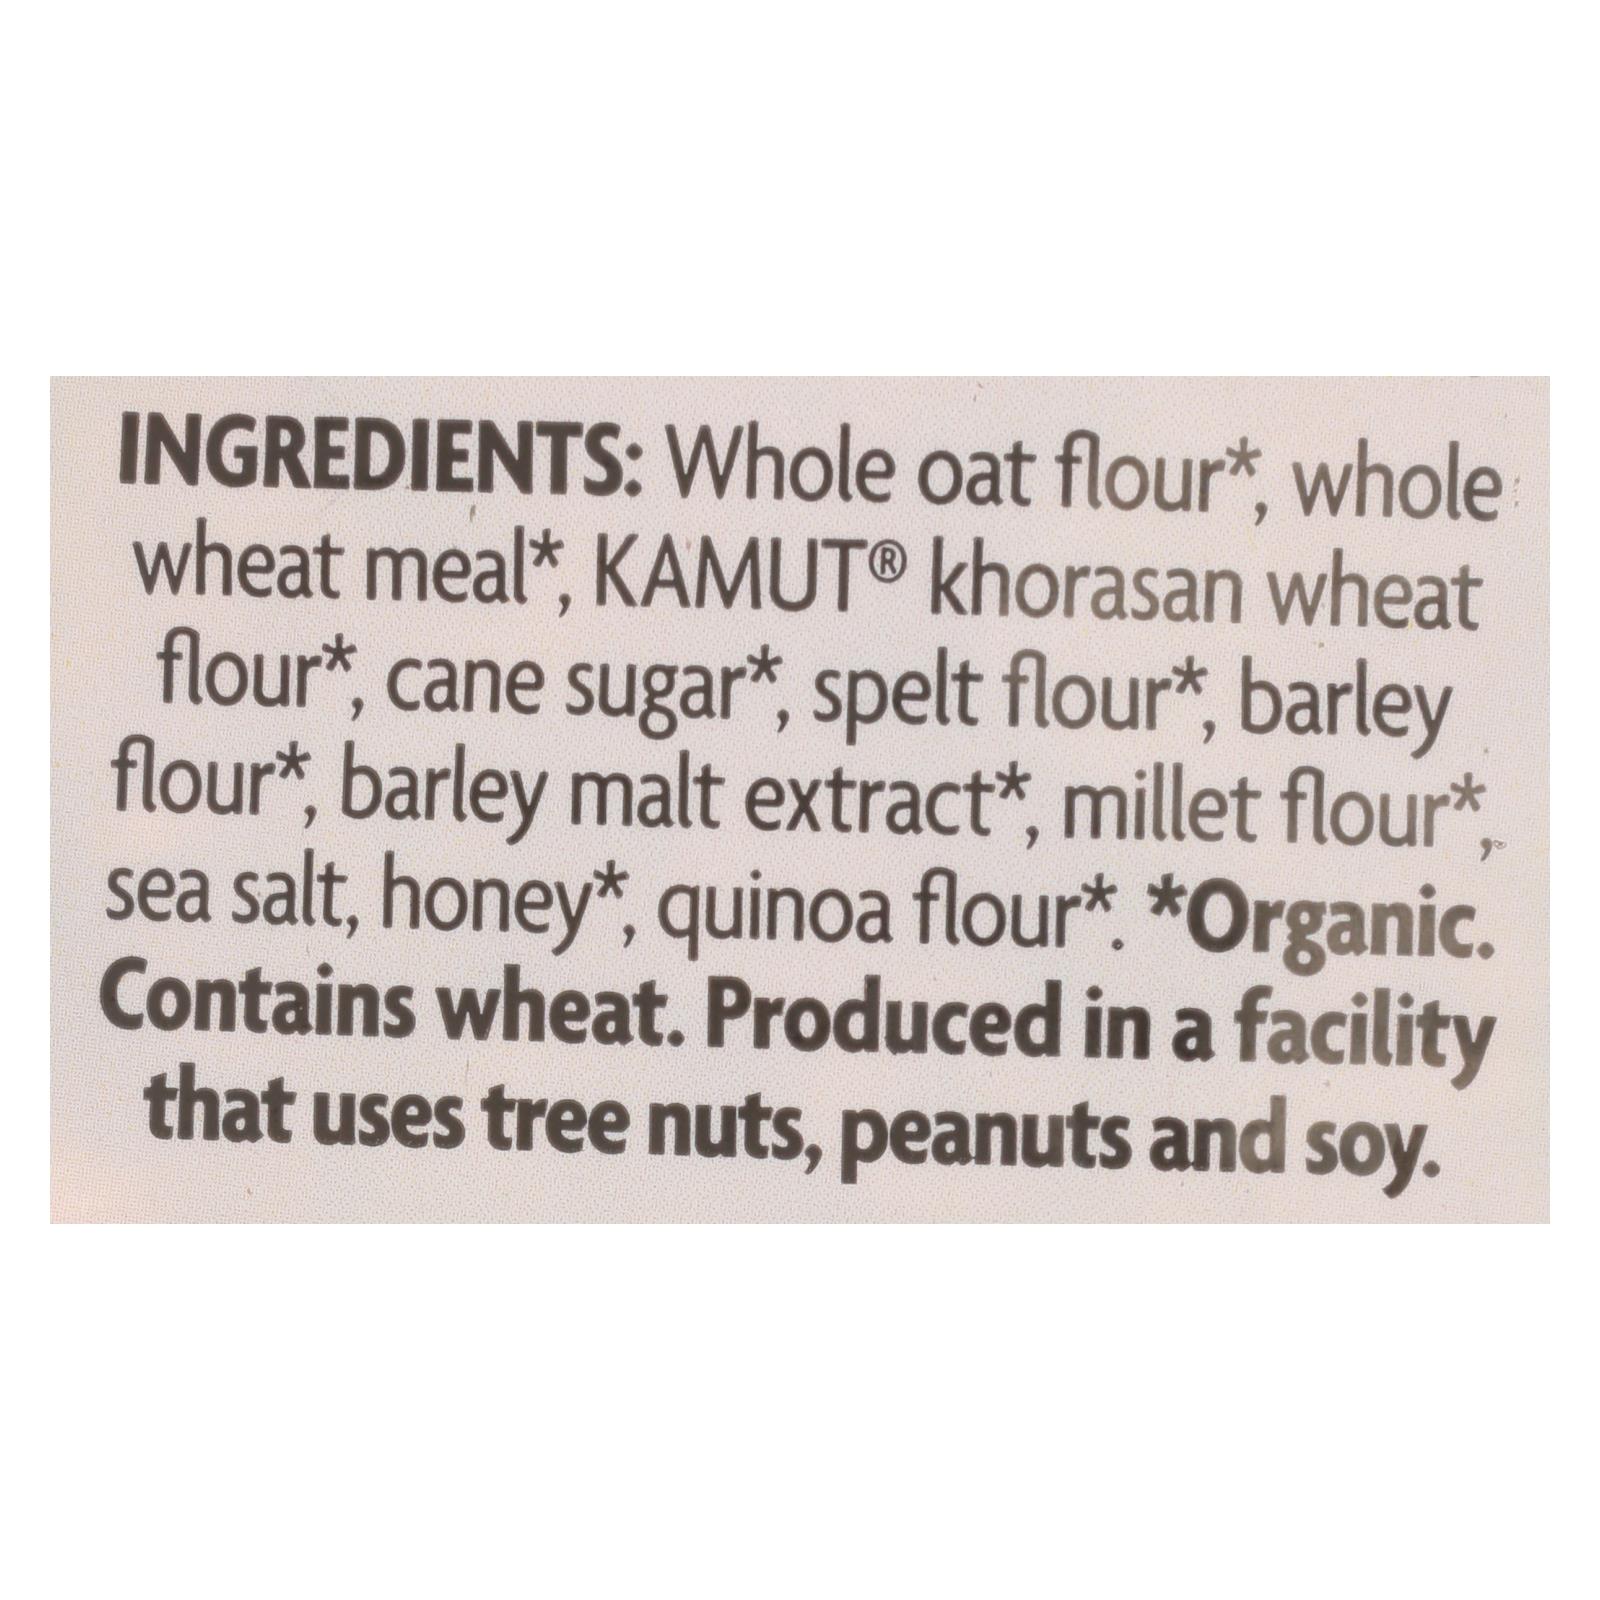 INGREDIENTS: Whole oat flour*, whole
wheat meal*, KAMUT® khorasan wheat
flour*, cane sugar*, spelt flour*, barley
flour*, barley malt extract*, millet flour*,
sea salt, honey*, quinoa flour*. *Organic.
Contains wheat. Produced in a facility
that uses tree nuts, peanuts and soy.